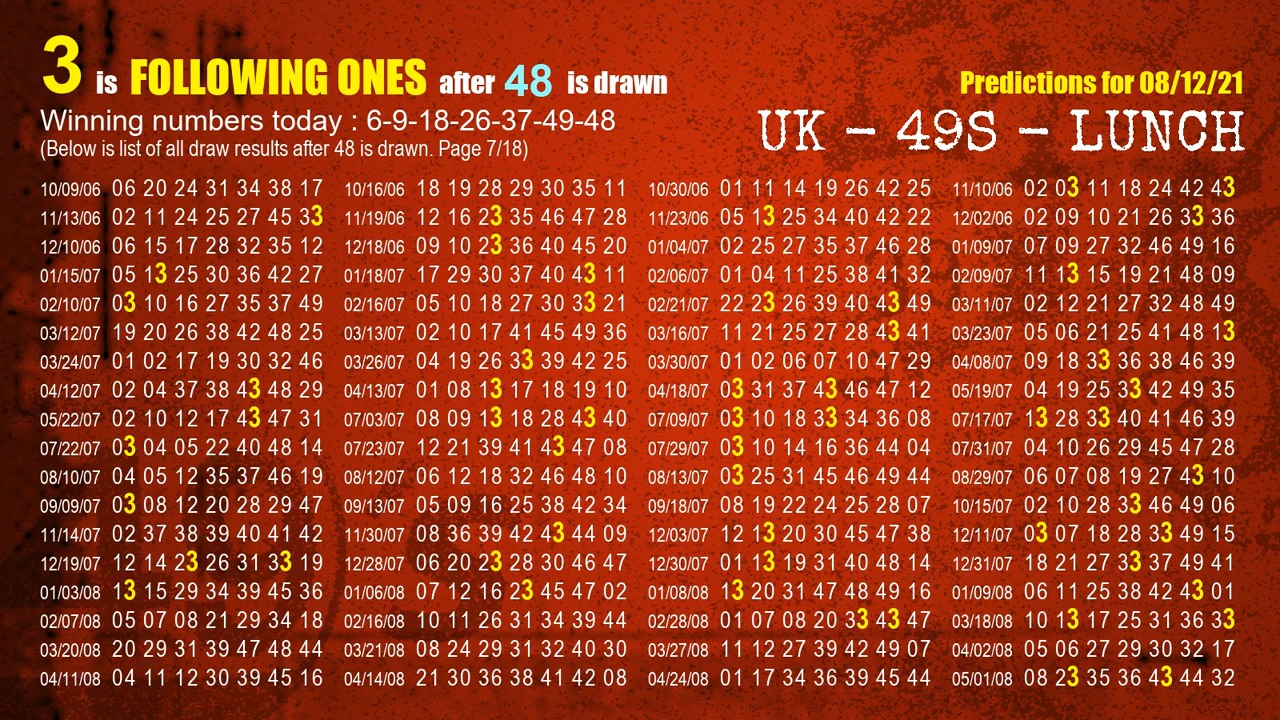 3 is FOLLOWING ONES after 48 is drawn
Predictions for 08/12/21
Winning numbers today : 6-9-18-26-37-49-48
UK - 49S - LUNCH
(Below is list of all draw results after 48 is drawn. Page 7/18)
10/09/06 06 20 24 31 34 38 17 10/16/06 18 19 28 29 30 35 11 10/30/06 01 11 14 19 26 42 25 11/10/06 02 03 11 18 24 42 43
11/13/06 02 11 24 25 27 45 33 11/19/06 12 16 23 35 46 47 28 11/23/06 05 13 25 34 40 42 22 12/02/06 02 09 10 21 26 33 36
12/10/06 06 15 17 28 32 35 12 12/18/06 09 10 23 36 40 45 20 01/04/07 02 25 27 35 37 46 28 01/09/07 07 09 27 32 46 49 16
01/15/07 05 13 25 30 36 42 27 01/18/07 17 29 30 37 40 43 11 02/06/07 01 04 11 25 38 41 32 02/09/07 11 13 15 19 21 48 09
02/10/07 03 10 16 27 35 37 49 02/16/07 05 10 18 27 30 33 21 02/21/07 22 23 26 39 40 43 49 03/11/07 02 12 21 27 32 48 49
03/12/07 19 20 26 38 42 48 25 03/13/07 02 10 17 41 45 49 36 03/16/07 11 21 25 27 28 43 41 03/23/07 05 06 21 25 41 48 13
03/24/07 01 02 17 19 30 32 46 03/26/07 04 19 26 33 39 42 25 03/30/07 01 02 06 07 10 47 29 04/08/07 09 18 33 36 38 46 39
04/12/07 02 04 37 38 43 48 29 04/13/07 01 08 13 17 18 19 10 04/18/07 03 31 37 43 46 47 12 05/19/07 04 19 25 33 42 49 35
05/22/07 02 10 12 17 43 47 31 07/03/07 08 09 13 18 28 43 40 07/09/07 03 10 18 33 34 36 08 07/17/07 13 28 33 40 41 46 39
07/22/07 03 04 05 22 40 48 14 07/23/07 12 21 39 41 43 47 08 07/29/07 03 10 14 16 36 44 04 07/31/07 04 10 26 29 45 47 28
08/10/07 04 05 12 35 37 46 19 08/12/07 06 12 18 32 46 48 10 08/13/07 03 25 31 45 46 49 44 08/29/07 06 07 08 19 27 43 10
09/09/07 03 08 12 20 28 29 47 09/13/07 05 09 16 25 38 42 34 09/18/07 08 19 22 24 25 28 07 10/15/07 02 10 28 33 46 49 06
11/14/07 02 37 38 39 40 41 42 11/30/07 08 36 39 42 43 44 09 12/03/07 12 13 20 30 45 47 38 12/11/07 03 07 18 28 33 49 15
12/19/07 12 14 23 26 31 33 19 12/28/07 06 20 23 28 30 46 47 12/30/07 01 13 19 31 40 48 14 12/31/07 18 21 27 33 37 49 41
01/03/08 13 15 29 34 39 45 36 01/06/08 07 12 16 23 45 47 02 01/08/08 13 20 31 47 48 49 16 01/09/08 06 11 25 38 42 43 01
02/07/08 05 07 08 21 29 34 18 02/16/08 10 11 26 31 34 39 44 02/28/08 01 07 08 20 33 43 47 03/18/08 10 13 17 25 31 36 33
03/20/08 20 29 31 39 47 48 44 03/21/08 08 24 29 31 32 40 30 03/27/08 11 12 27 39 42 49 07 04/02/08 05 06 27 29 30 32 17
04/11/08 04 11 12 30 39 45 16 04/14/08 21 30 36 38 41 42 08 04/24/08 01 17 34 36 39 45 44 05/01/08 08 23 35 36 43 44 32